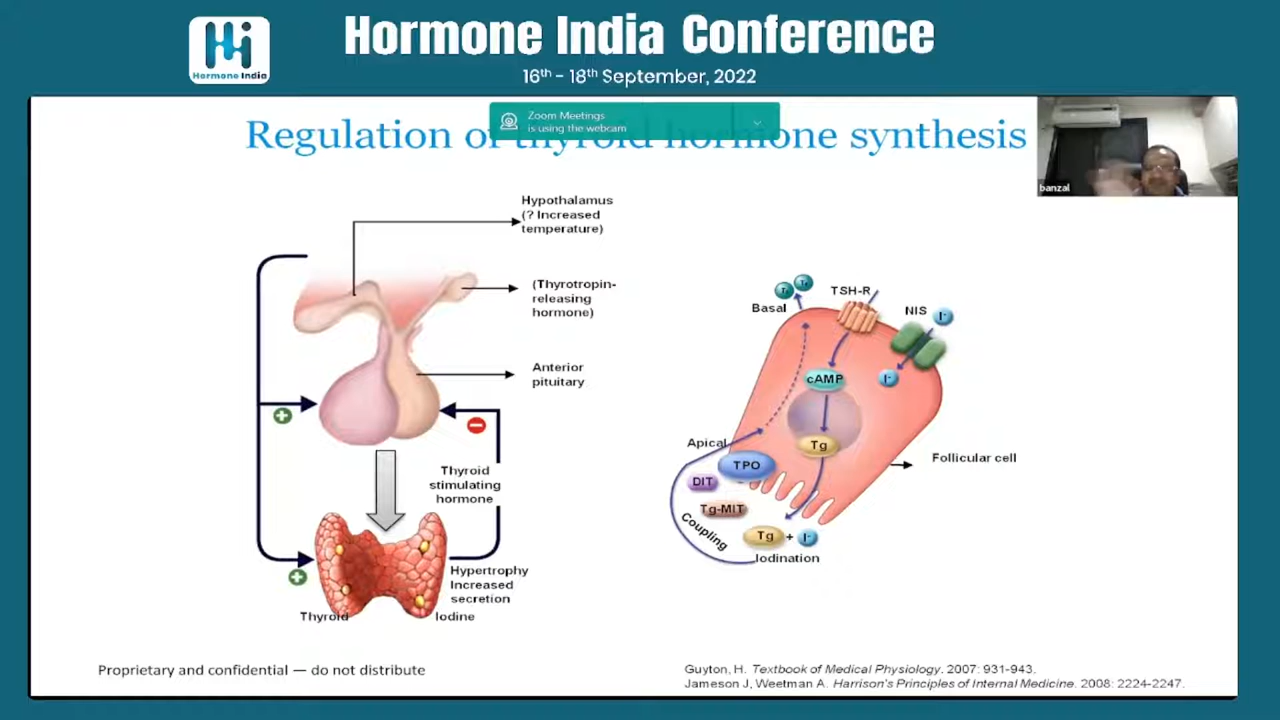 Hormone India Conference
Hormone India
16th - 18th September, 2022
Zoom Meetings
is using the webcam
Regulation of thyroid hormone synthesis
banzal
Hypothalamus
(? Increased
temperature)
(Thyrotropin-
releasing
hormone)
Anterior
pituitary
Thyroid
stimulating
hormone
Hypertrophy
Increased
secretion
Thyroid
Iodine
Basal
TSH-R
NIS
I-
cAMP
I-
Tg
Apical
TPO
DIT
Tg-MIT
Coupling
Tg + I-
Iodination
Follicular cell
Proprietary and confidential — do not distribute
Guyton, H. Textbook of Medical Physiology. 2007: 931-943.
Jameson J, Weetman A. Harrison's Principles of Internal Medicine. 2008: 2224-2247.